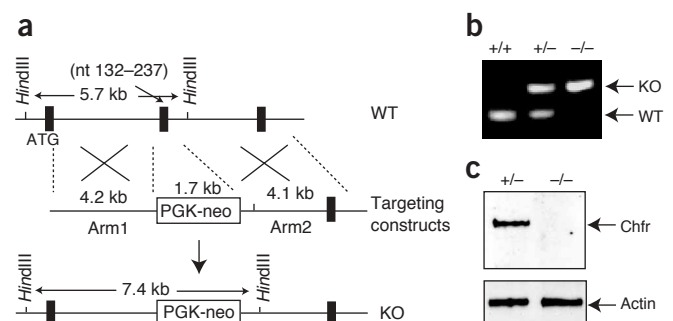 a
HindIII
(nt 132–237)
HindIII
5.7 kb
ATG
WT
4.2 kb
1.7 kb
4.1 kb
PGK-neo
Arm1
Arm2
Targeting
constructs
HindIII
7.4 kb
HindIII
PGK-neo
KO
b
+/+ +/– –/–
KO
WT
c
+/– –/–
Chfr
Actin